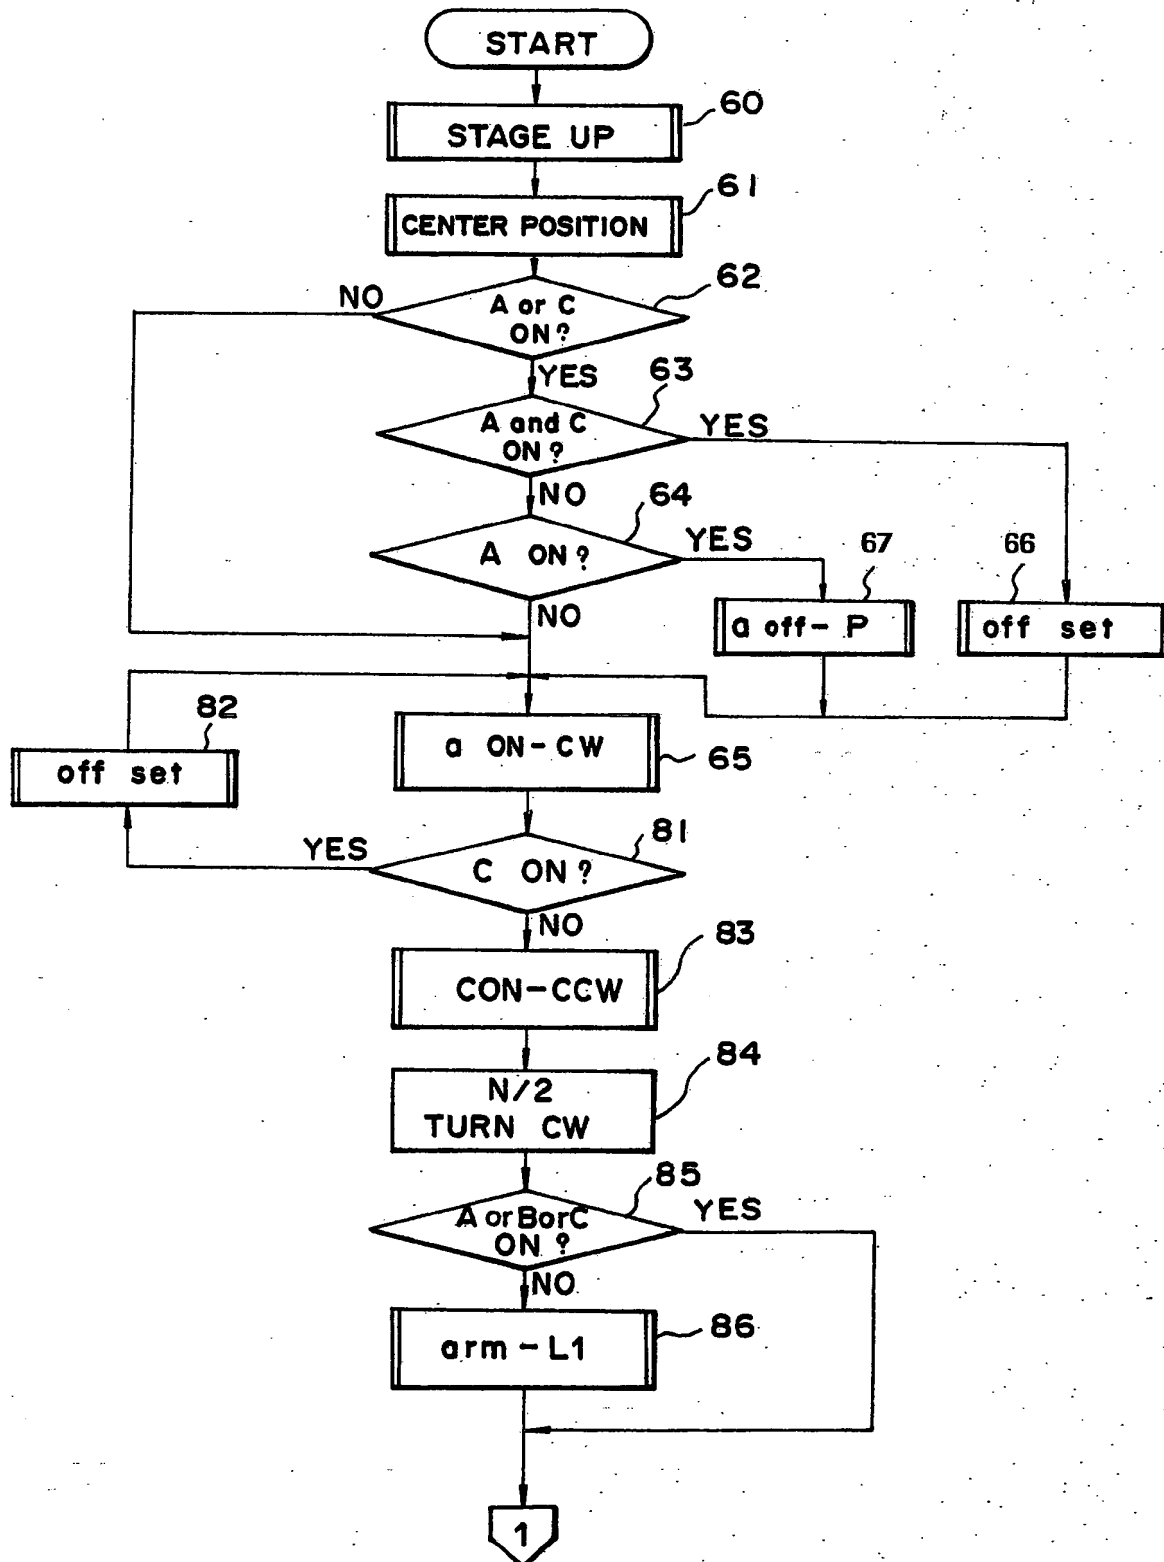 START
60
STAGE UP
61
CENTER POSITION
62
NO
A or C
ON?
YES
63
A and C
ON?
YES
NO
64
A ON?
YES
67
66
NO
a off-P
off set
82
off set
a ON-CW
65
81
YES
C ON?
NO
83
CON-CCW
84
N/2
TURN CW
85
A orBorC
ON?
YES
NO
86
arm-L1
1